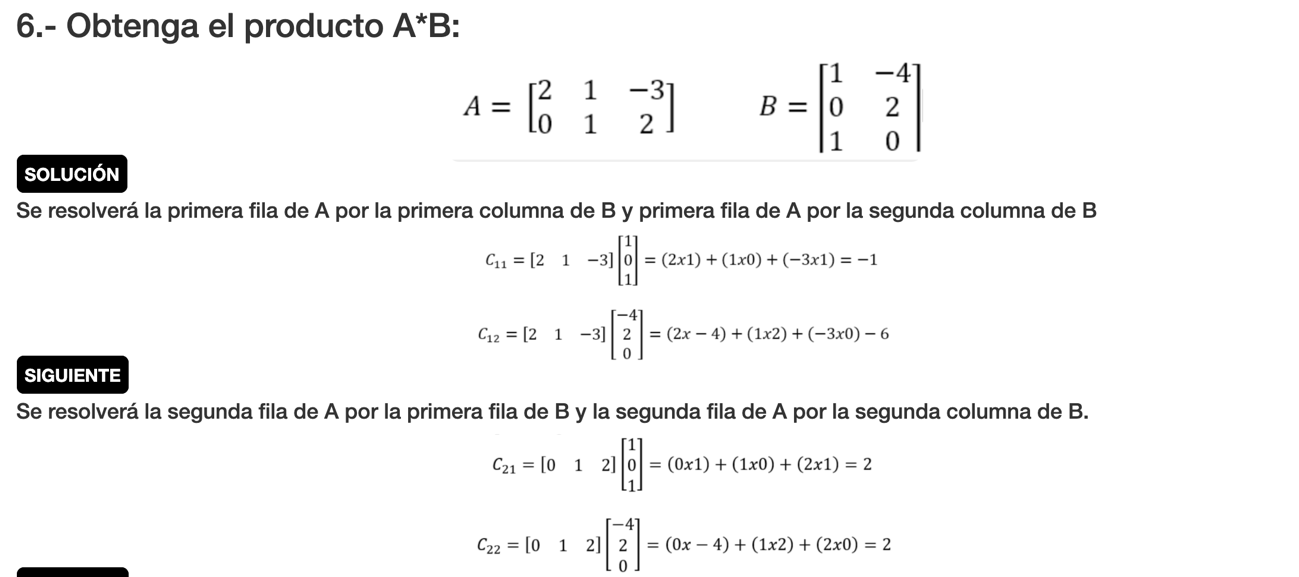 6.- Obtenga el producto A*B:
A = [2 1 −3] B = [1 −4]
[0 1 2] [0 2]
[1 0]
SOLUCIÓN
Se resolverá la primera fila de A por la primera columna de B y primera fila de A por la segunda columna de B
C₁₁ = [2 1 −3] [1 0 1] = (2x1) + (1x0) + (−3x1) = −1
C₁₂ = [2 1 −3] [−4 2 0] = (2x − 4) + (1x2) + (−3x0) − 6
SIGUIENTE
Se resolverá la segunda fila de A por la primera fila de B y la segunda fila de A por la segunda columna de B.
C₂₁ = [0 1 2] [1 0 1] = (0x1) + (1x0) + (2x1) = 2
C₂₂ = [0 1 2] [−4 2 0] = (0x − 4) + (1x2) + (2x0) = 2